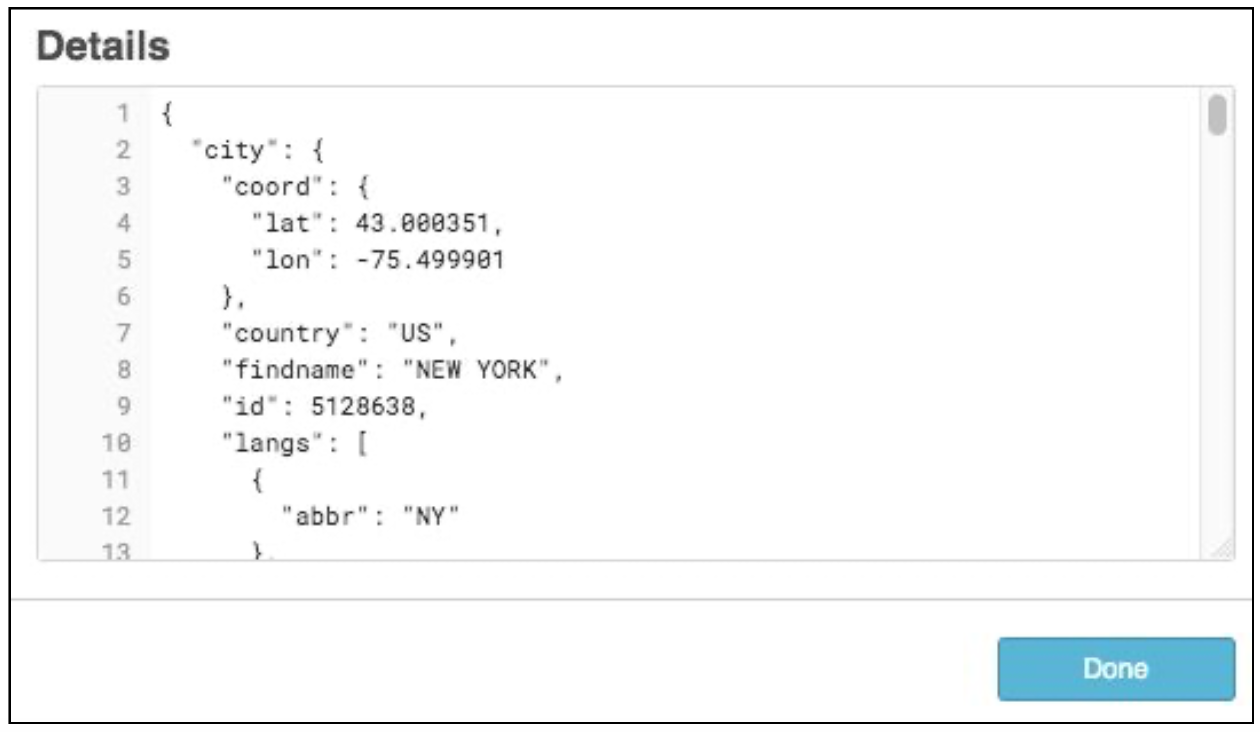 Details
1 {
2 "city": {
3 "coord": {
4 "lat": 43.000351,
5 "lon": -75.499901
6 },
7 "country": "US",
8 "findname": "NEW YORK",
9 "id": 5128638,
10 "langs": [
11 {
12 "abbr": "NY"
13 },
Done